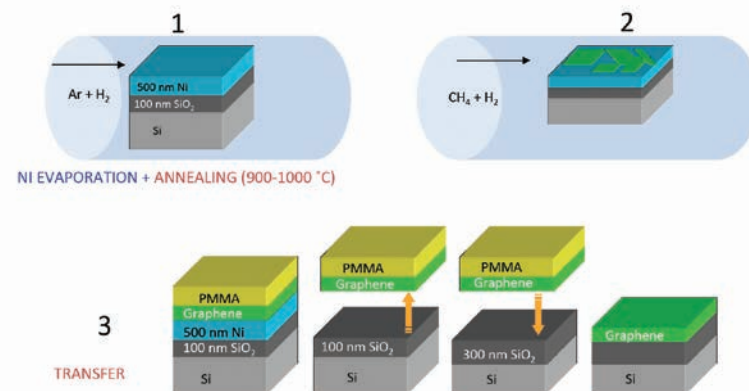 1
2
Ar + H₂
500 nm Ni
100 nm SiO₂
Si
CH₄ + H₂
NI EVAPORATION + ANNEALING (900-1000 ˚C)
3
TRANSFER
PMMA
Graphene
500 nm Ni
100 nm SiO₂
Si
PMMA
Graphene
100 nm SiO₂
Si
PMMA
Graphene
300 nm SiO₂
Si
Graphene